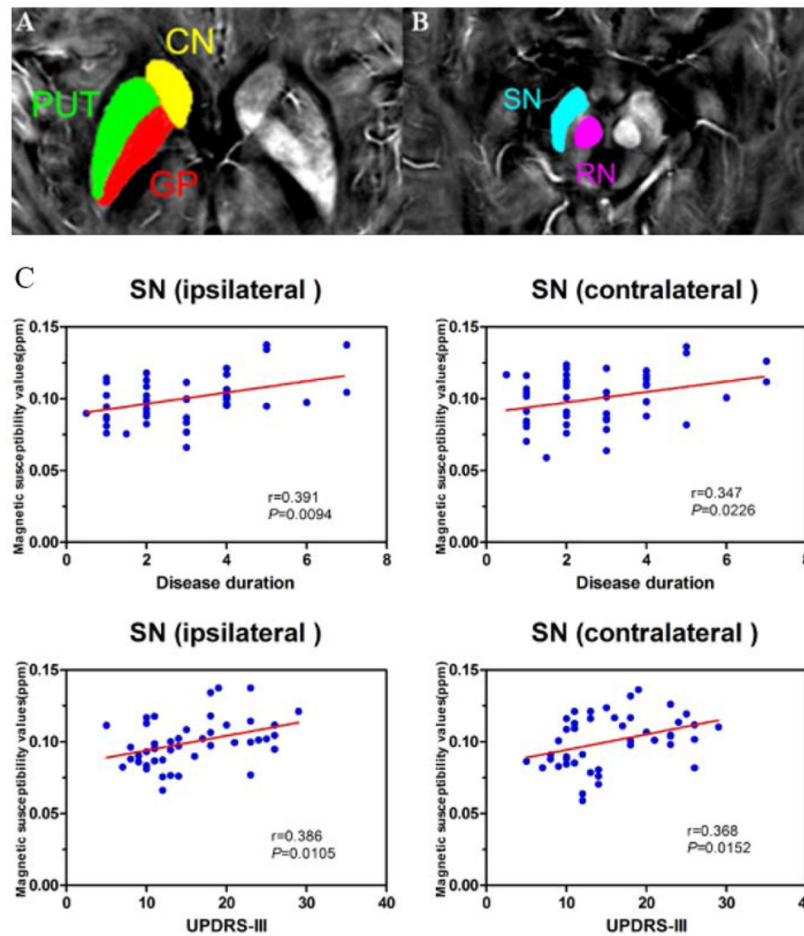 A
CN
PUT
GP
B
SN
RN
C
SN (ipsilateral )
Magnetic susceptibility values(ppm)
0.15
0.10
0.05
0.00
r=0.391
P=0.0094
0 2 4 6 8
Disease duration
SN (contralateral )
Magnetic susceptibility values(ppm)
0.15
0.10
0.05
0.00
r=0.347
P=0.0226
0 2 4 6 8
Disease duration
SN (ipsilateral )
Magnetic susceptibility values(ppm)
0.15
0.10
0.05
0.00
r=0.386
P=0.0105
0 10 20 30 40
UPDRS-III
SN (contralateral )
Magnetic susceptibility values(ppm)
0.15
0.10
0.05
0.00
r=0.368
P=0.0152
0 10 20 30 40
UPDRS-III